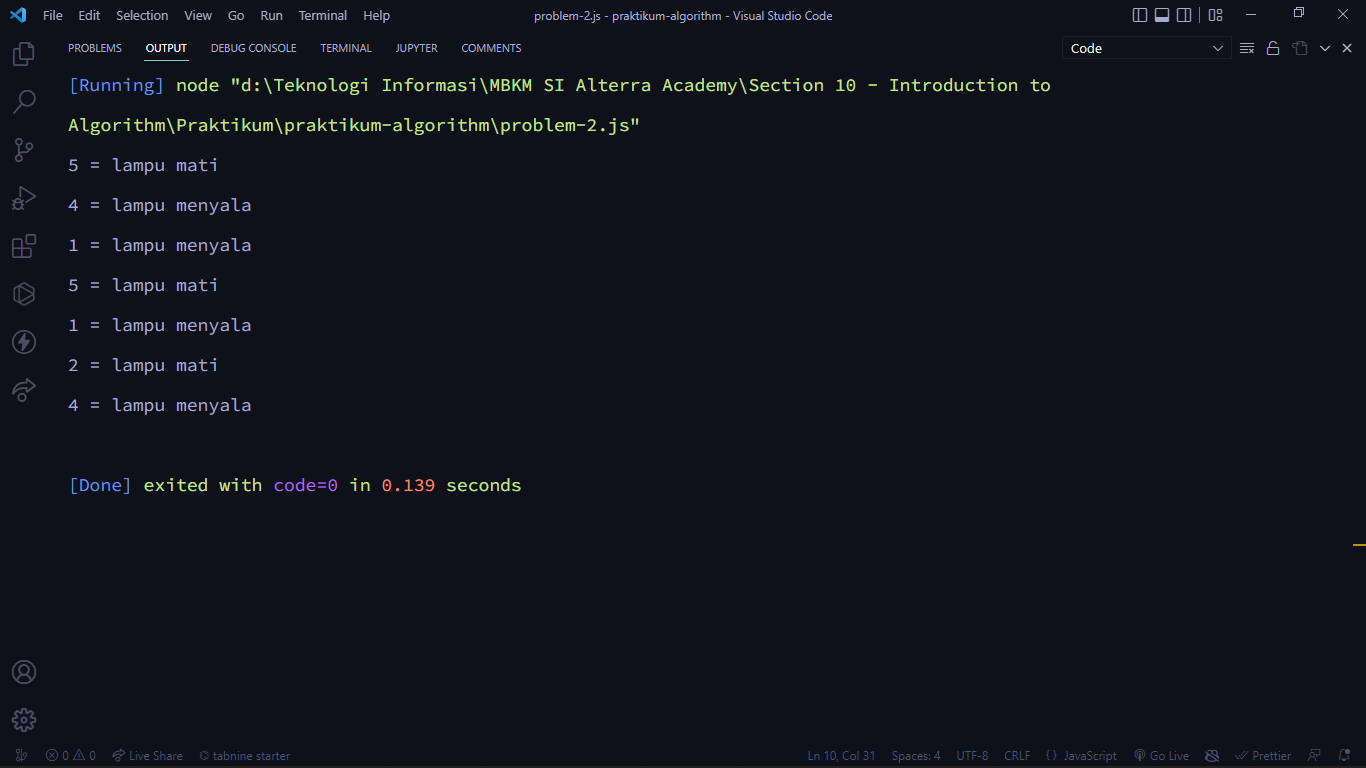 File Edit Selection View Go Run Terminal Help problem-2.js - praktikum-algorithm - Visual Studio Code
PROBLEMS OUTPUT DEBUG CONSOLE TERMINAL JUPYTER COMMENTS Code
[Running] node "d:\Teknologi Informasi\MBKM SI Alterra Academy\Section 10 - Introduction to
Algorithm\Praktikum\praktikum-algorithm\problem-2.js"
5 = lampu mati
4 = lampu menyala
1 = lampu menyala
5 = lampu mati
1 = lampu menyala
2 = lampu mati
4 = lampu menyala
[Done] exited with code=0 in 0.139 seconds
0 0 Live Share tabnine starter Ln 10, Col 31 Spaces: 4 UTF-8 CRLF {} JavaScript Go Live Prettier